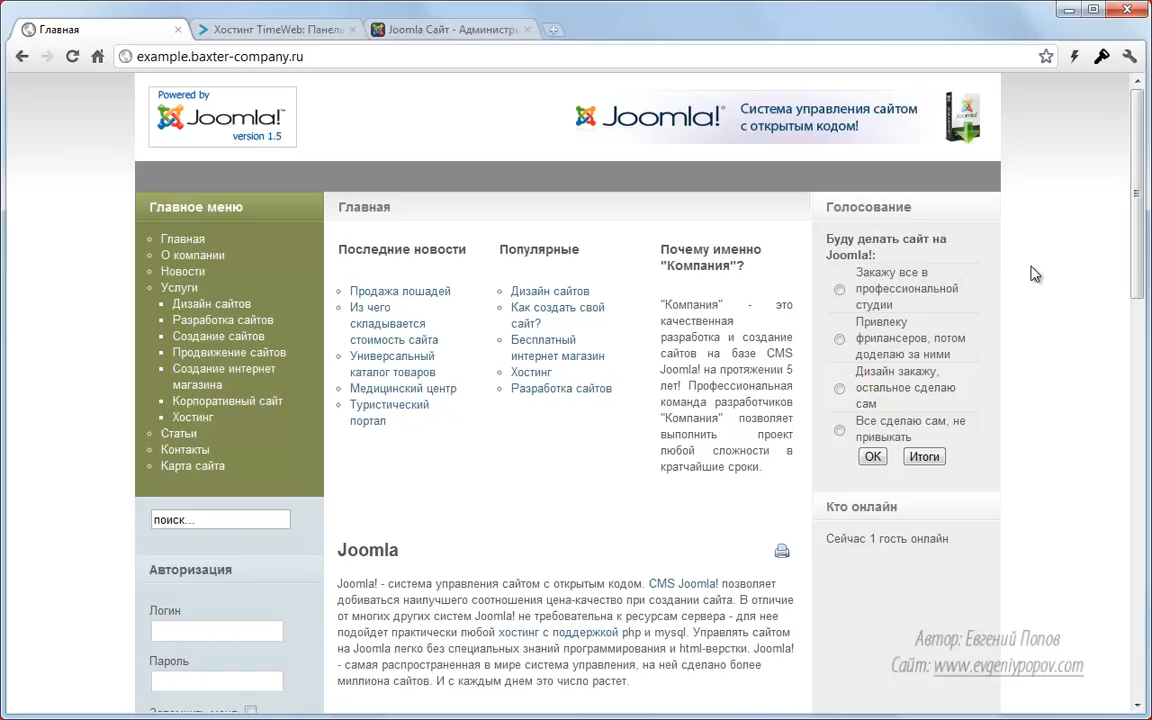 Главная
Хостинг TimeWeb: Панель
Joomla Сайт - Администр
example.baxter-company.ru
Powered by
Joomla!™
version 1.5
Joomla!
Система управления сайтом
с открытым кодом!
Главное меню
Главная
О компании
Новости
Услуги
Дизайн сайтов
Разработка сайтов
Создание сайтов
Продвижение сайтов
Создание интернет
магазина
Корпоративный сайт
Хостинг
Статьи
Контакты
Карта сайта
поиск...
Авторизация
Логин
Пароль
Главная
Последние новости
Продажа лошадей
Из чего
складывается
стоимость сайта
Универсальный
каталог товаров
Медицинский центр
Туристический
портал
Популярные
Дизайн сайтов
Как создать свой
сайт?
Бесплатный
интернет магазин
Хостинг
Разработка сайтов
Почему именно
"Компания"?
"Компания" - это
качественная
разработка и создание
сайтов на базе CMS
Joomla! на протяжении 5
лет! Профессиональная
команда разработчиков
"Компания" позволяет
выполнить проект
любой сложности в
кратчайшие сроки.
Joomla
Joomla! - система управления сайтом с открытым кодом. CMS Joomla! позволяет
добиваться наилучшего соотношения цена-качество при создании сайта. В отличие
от многих других систем Joomla! не требовательна к ресурсам сервера - для нее
подойдет практически любой хостинг с поддержкой php и mysql. Управлять сайтом
на Joomla легко без специальных знаний программирования и html-верстки. Joomla!
- самая распространенная в мире система управления, на ней сделано более
миллиона сайтов. И с каждым днем это число растет.
Голосование
Буду делать сайт на
Joomla!:
Закажу все в
профессиональной
студии
Привлеку
фрилансеров, потом
доделаю за ними
Дизайн закажу,
остальное сделаю
сам
Все сделаю сам, не
привыкать
OK Итоги
Кто онлайн
Сейчас 1 гость онлайн
Автор: Евгений Попов
Сайт: www.evgeniypopov.com